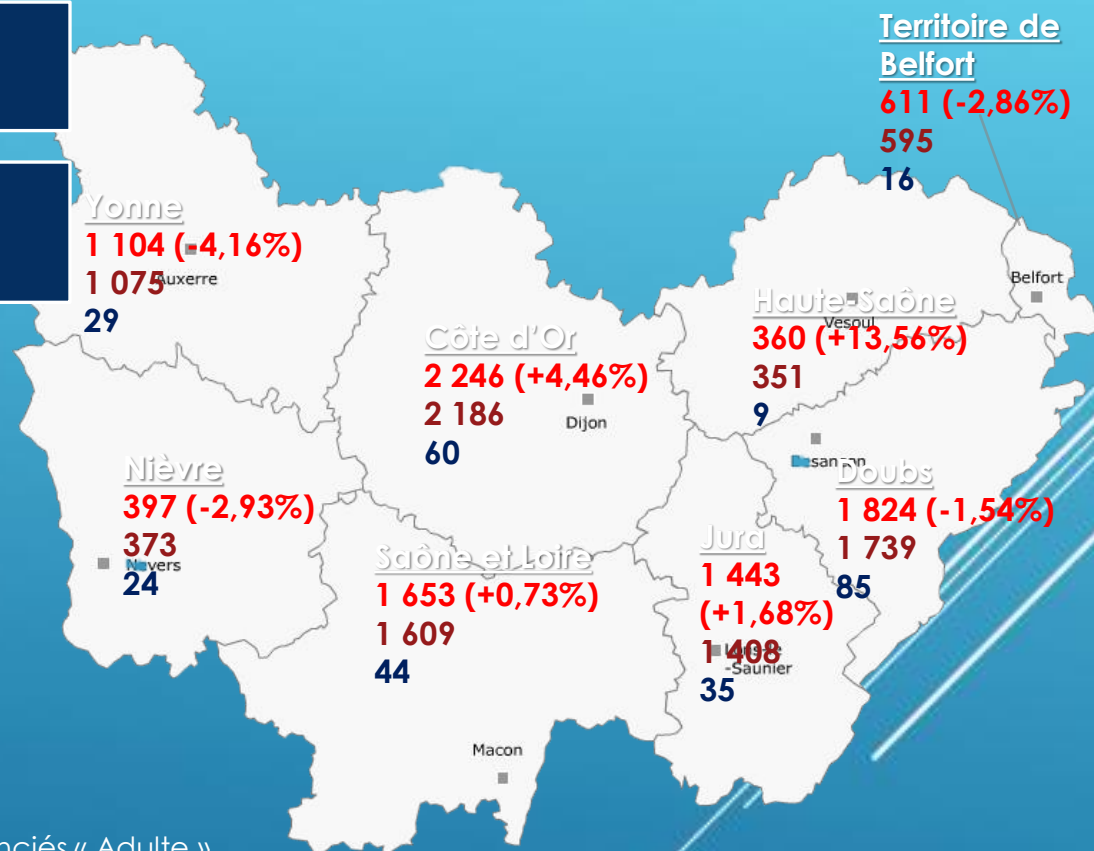 Territoire de
Belfort
611 (-2,86%)
595
16
Yonne
1 104 (-4,16%)
1 075
29
Auxerre
Belfort
Haute-Saône
360 (+13,56%)
351
9
Vesoul
Côte d'Or
2 246 (+4,46%)
2 186
60
Dijon
Besançon
Doubs
1 824 (-1,54%)
1 739
85
Nièvre
397 (-2,93%)
373
24
Nevers
Saône et Loire
1 653 (+0,73%)
1 609
44
Jura
1 443
(+1,68%)
1 408
35
-Saunier
Macon
« Adulte »